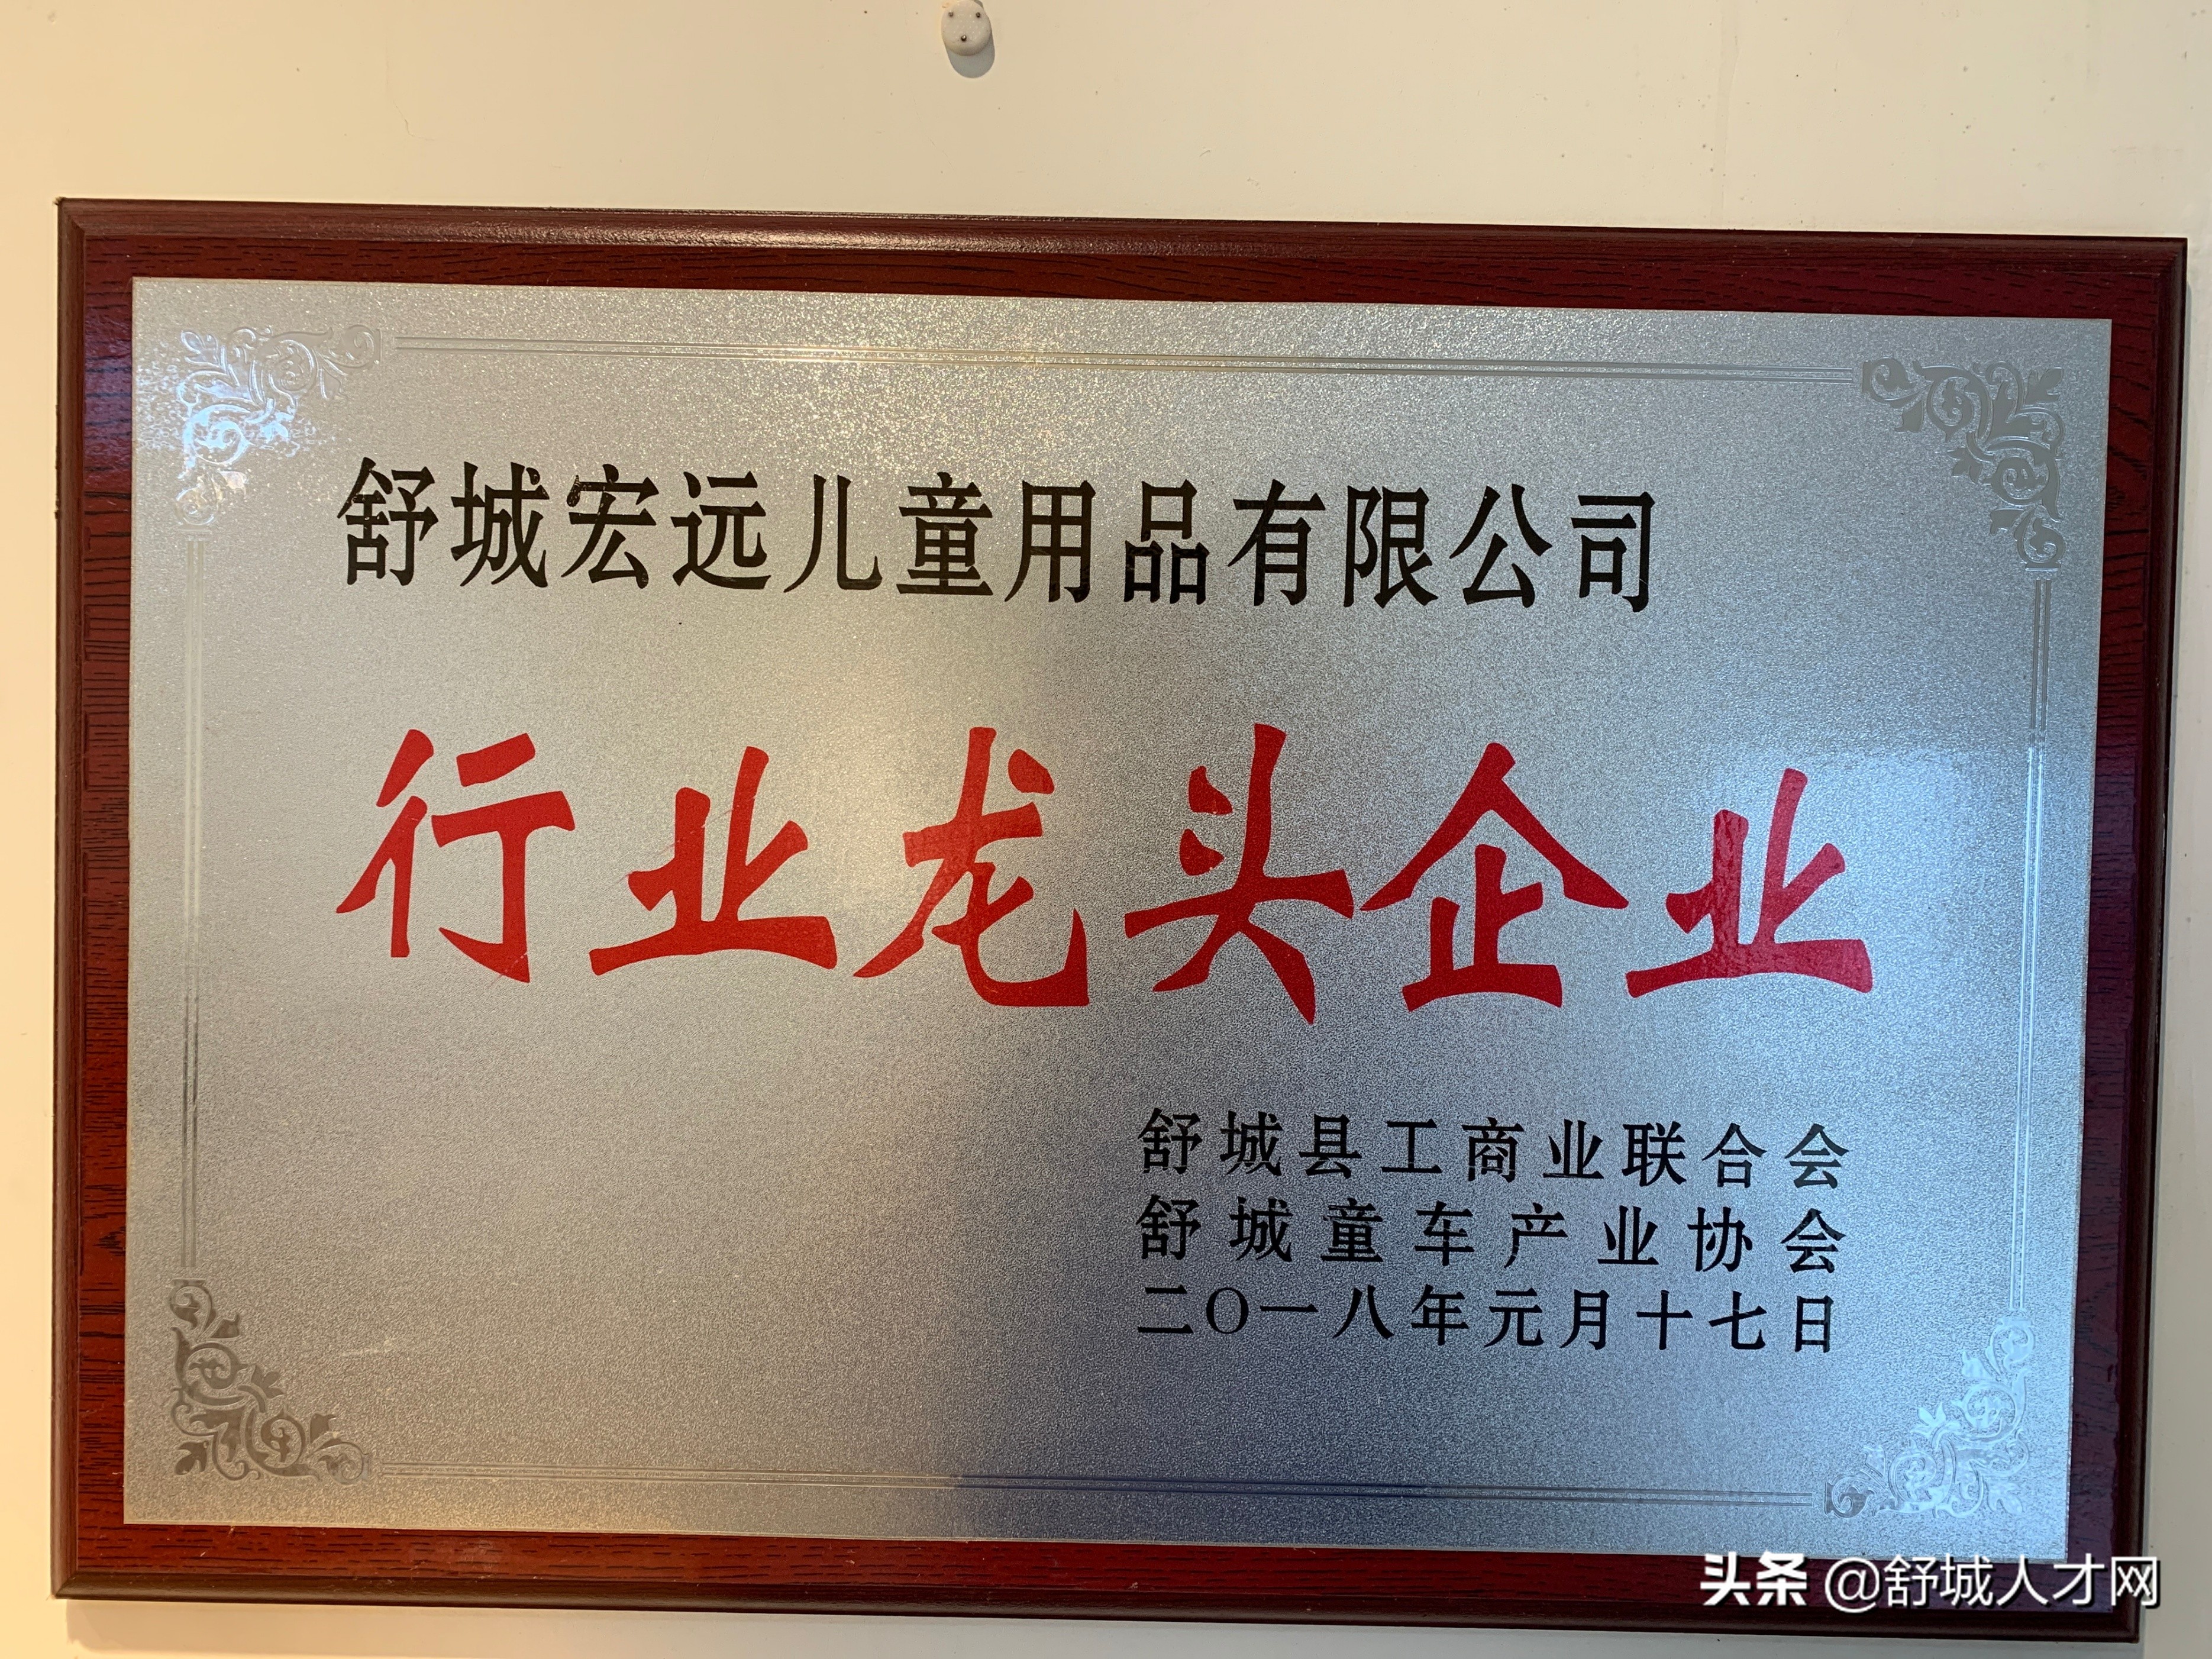 舒城宏远儿童用品有限公司
行业龙头企业
舒城县工商业联合会
舒城童车产业协会
二〇一八年元月十七日
头条 @舒城人才网